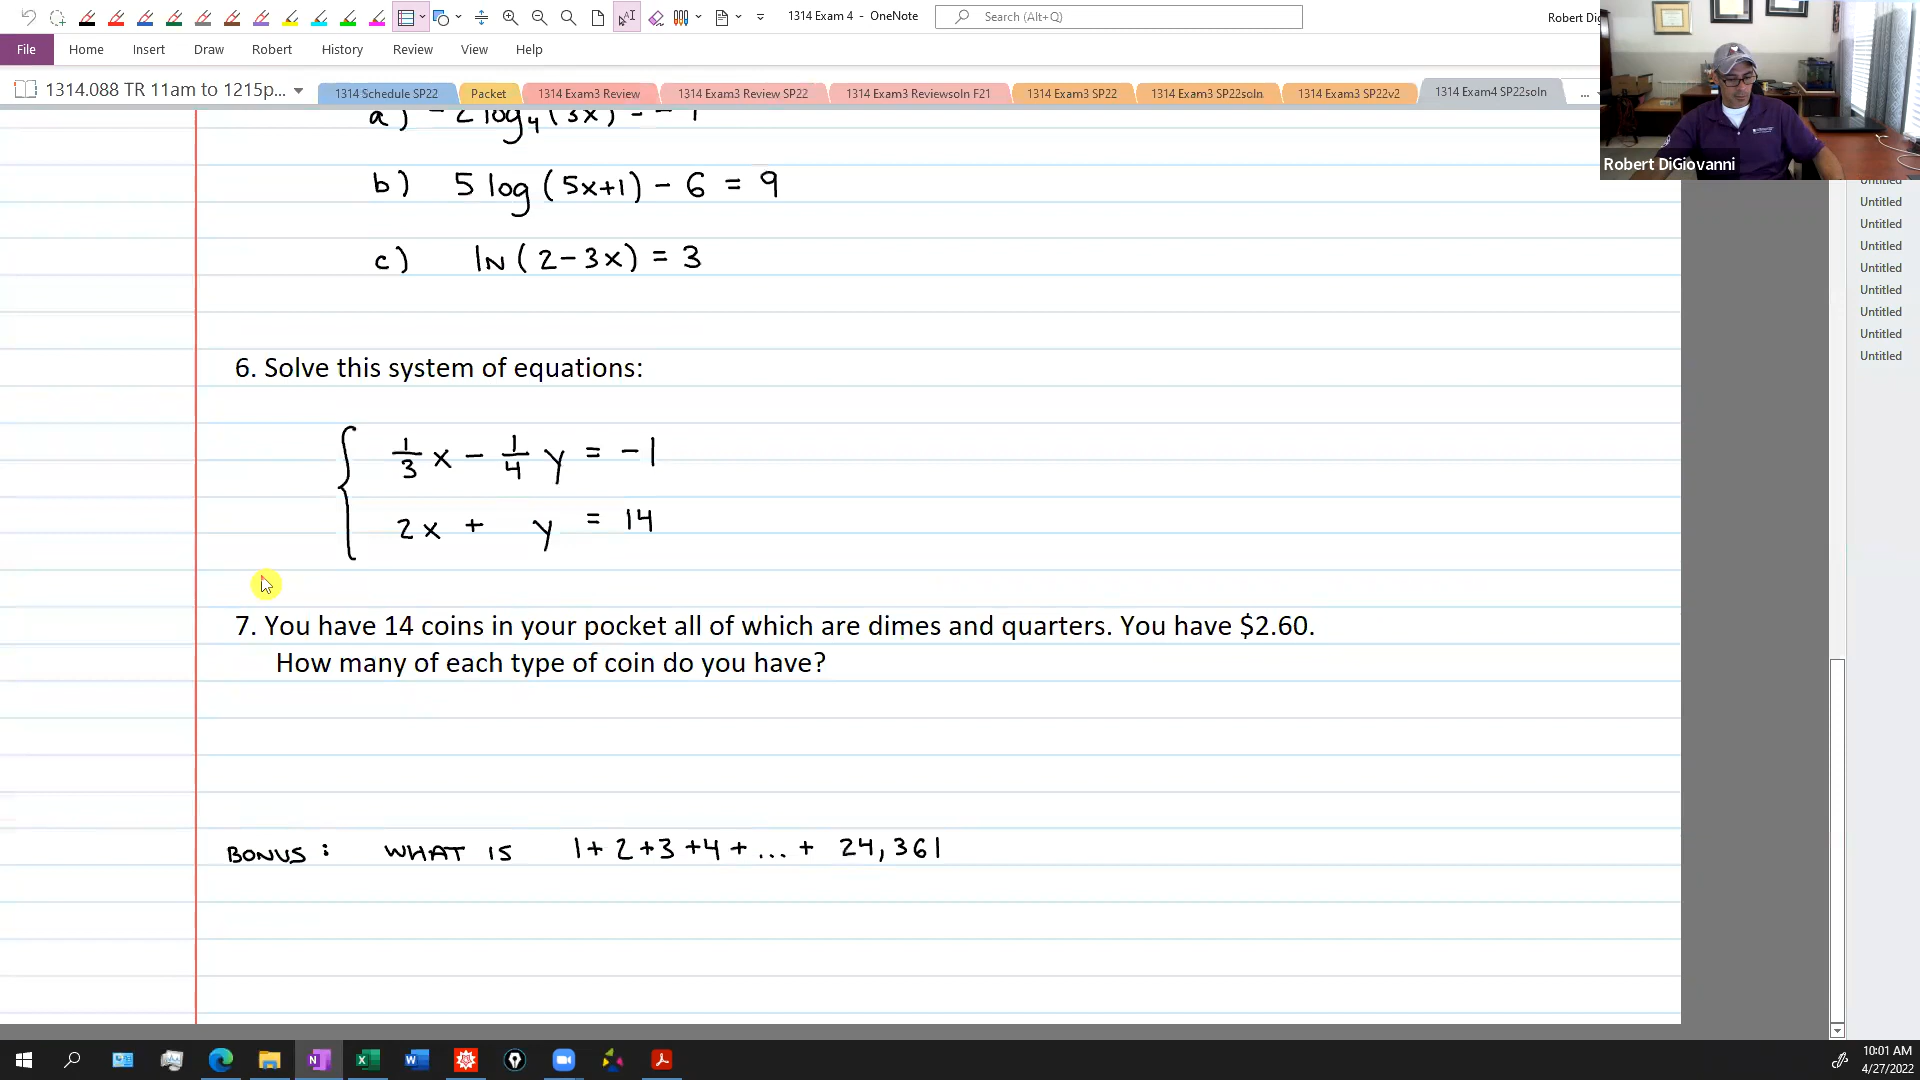 1314 Exam 4 - OneNote
Search (Alt+Q)
Robert Dig
File Home Insert Draw Robert History Review View Help
1314.088 TR 11am to 1215p...
1314 Schedule SP22
Packet
1314 Exam3 Review
1314 Exam3 Review SP22
1314 Exam3 Reviewsoln F21
1314 Exam3 SP22
1314 Exam3 SP22soln
1314 Exam3 SP22v2
1314 Exam4 SP22soln
...
Robert DiGiovanni
Untitled
Untitled
Untitled
Untitled
Untitled
Untitled
Untitled
Untitled
Untitled
a) -2 log₄(3x) = -1
b) 5 log(5x+1) - 6 = 9
c) ln(2-3x) = 3
6. Solve this system of equations:
1/3 x - 1/4 y = -1
2x + y = 14
7. You have 14 coins in your pocket all of which are dimes and quarters. You have $2.60.
How many of each type of coin do you have?
BONUS: WHAT IS 1+2+3+4+...+ 24,361
10:01 AM
4/27/2022